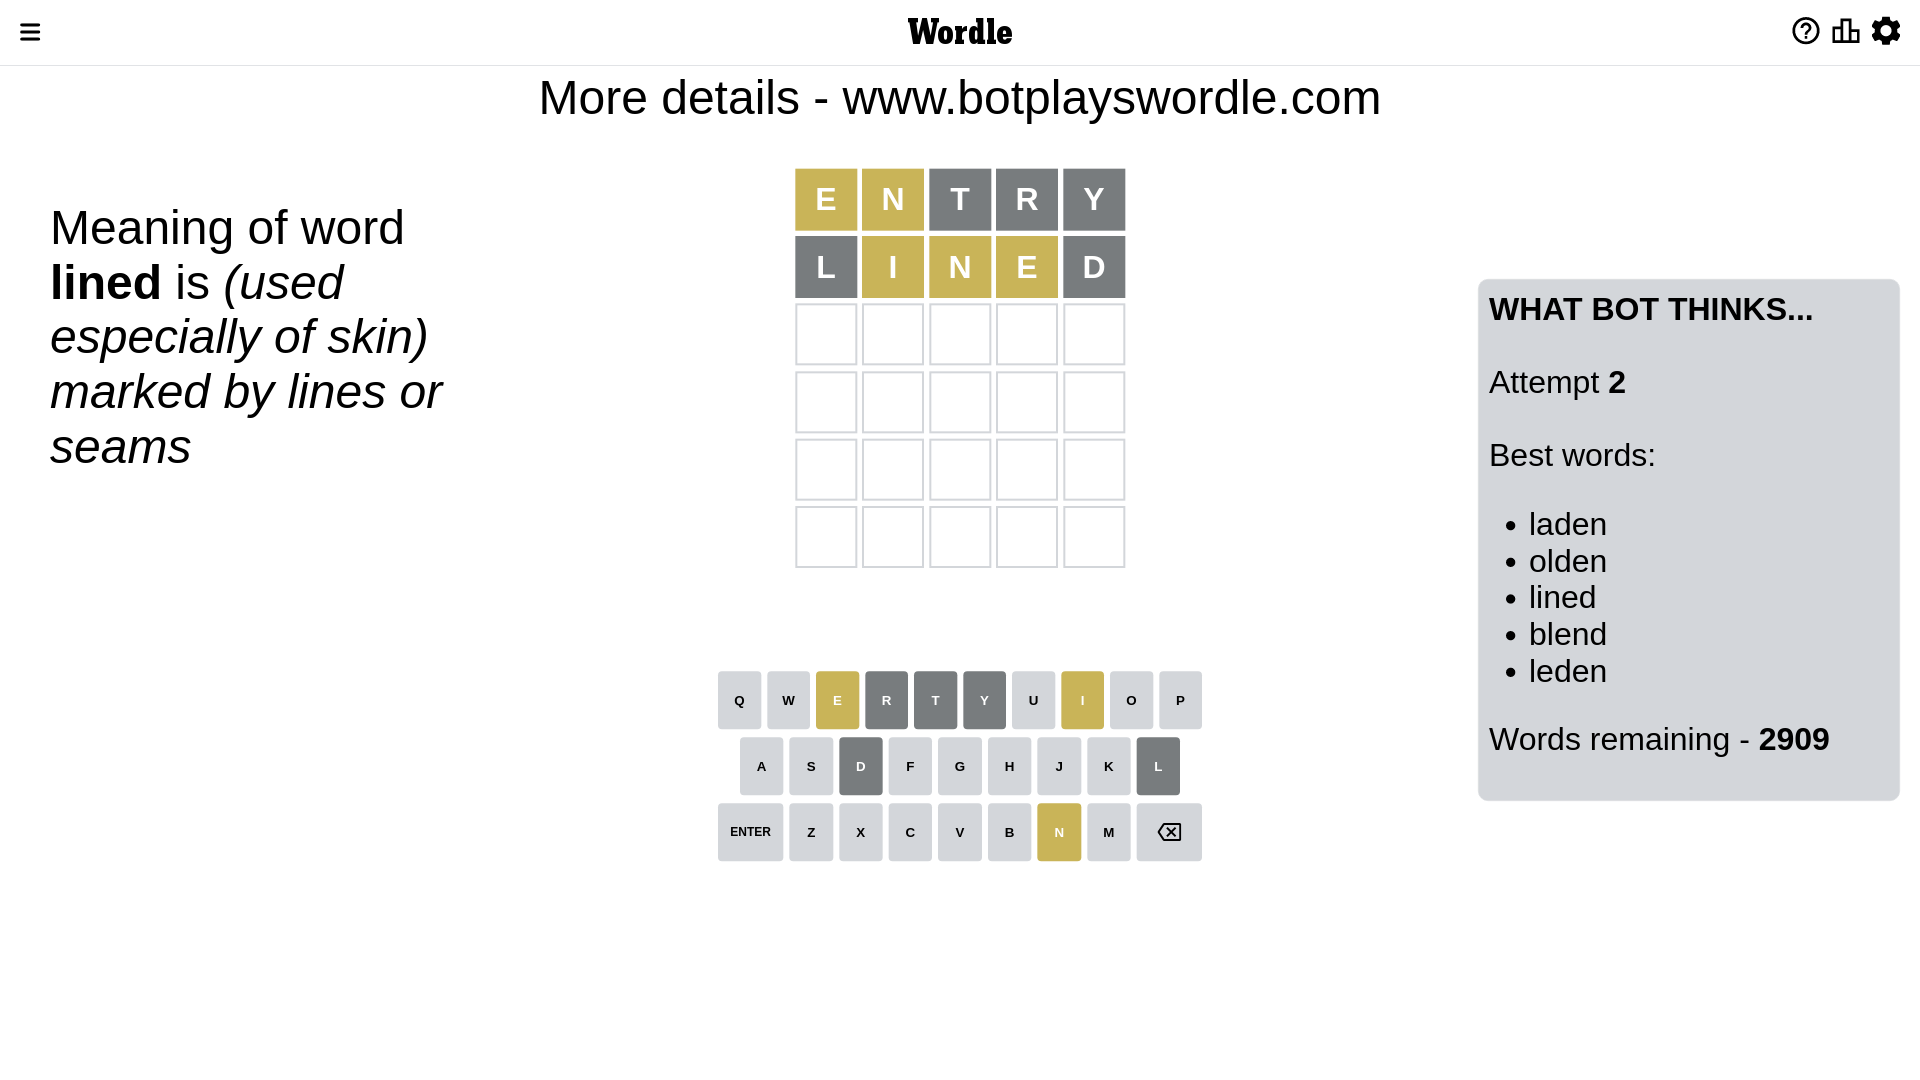 Wordle
More details - www.botplayswordle.com
Meaning of word
lined is (used
especially of skin)
marked by lines or
seams
E N T R Y
L I N E D
WHAT BOT THINKS...
Attempt 2
Best words:
• laden
• olden
• lined
• blend
• leden
Words remaining - 2909
Q W E R T Y U I O P
A S D F G H J K L
ENTER Z X C V B N M